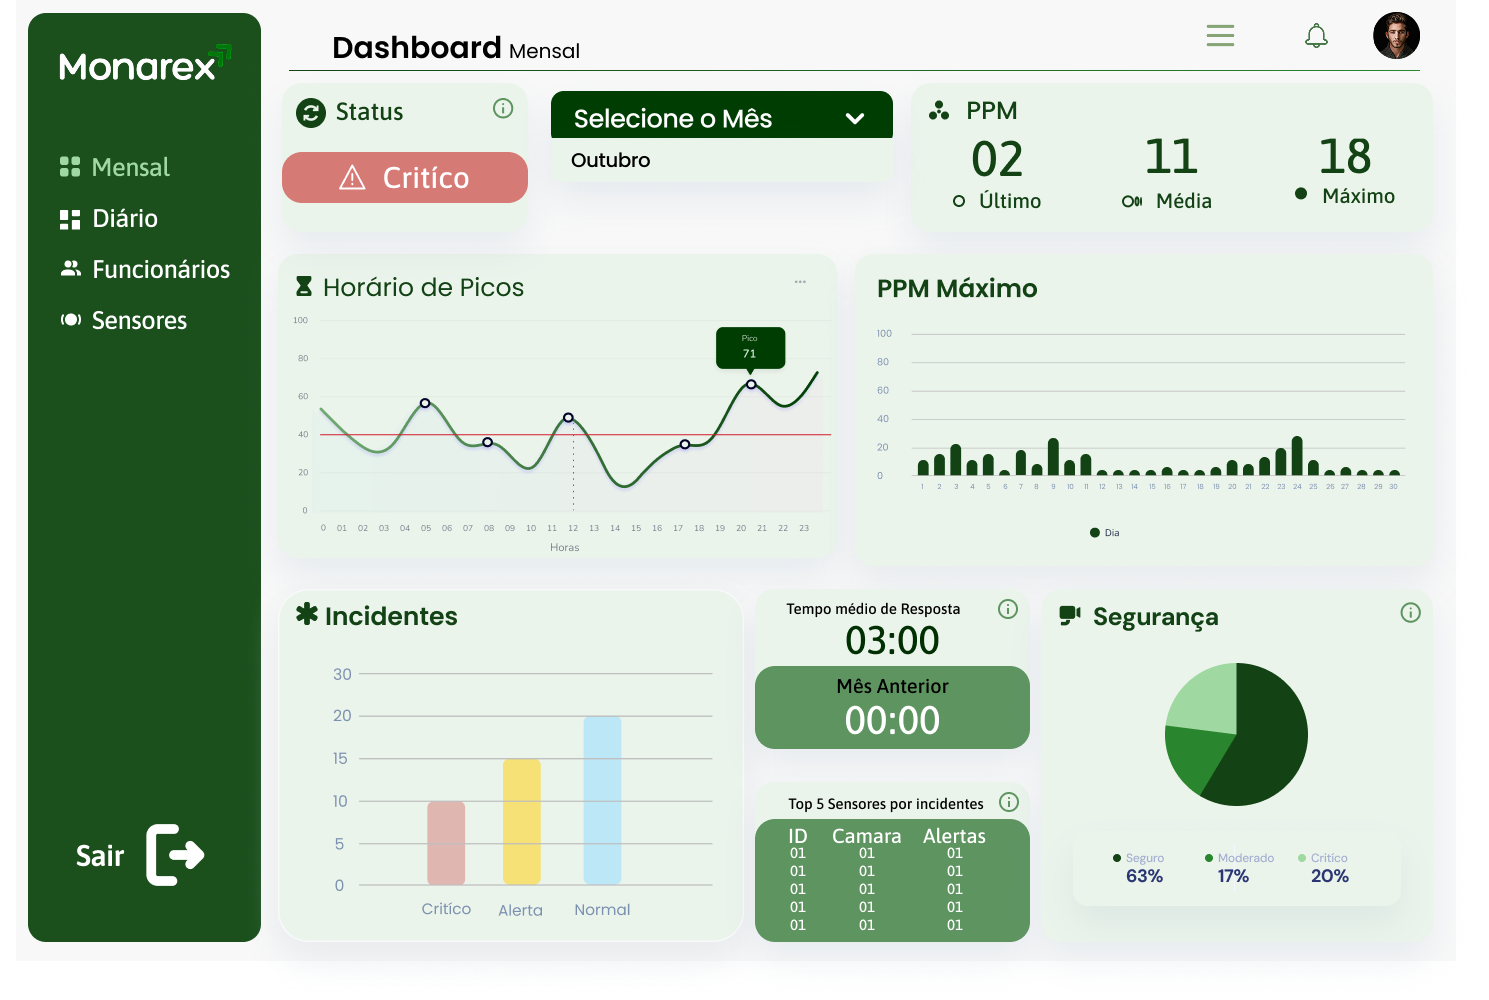 Monarex
Mensal
Diário
Funcionários
Sensores
Sair
Dashboard Mensal
Status
Critíco
Selecione o Mês
Outubro
PPM
02 11 18
Último Média Máximo
Horário de Picos
...
100
80
60
40
20
0
Pico
71
0 01 02 03 04 05 06 07 08 09 10 11 12 13 14 15 16 17 18 19 20 21 22 23
Horas
PPM Máximo
100
80
60
40
20
0
1 2 3 4 5 6 7 8 9 10 11 12 13 14 15 16 17 18 19 20 21 22 23 24 25 26 27 28 29 30
Dia
Incidentes
30
20
15
10
5
0
Critíco Alerta Normal
Tempo médio de Resposta
03:00
Mês Anterior
00:00
Top 5 Sensores por incidentes
ID Camara Alertas
01 01 01
01 01 01
01 01 01
01 01 01
01 01 01
Segurança
Seguro Moderado Critíco
63% 17% 20%